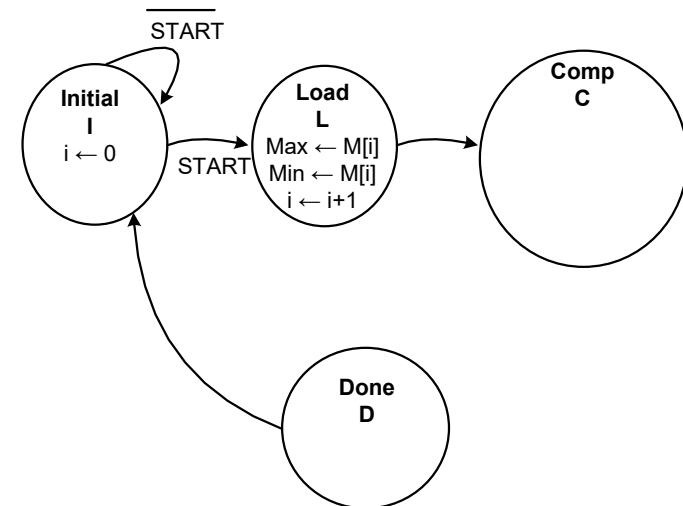 START
Initial
I
i ← 0
START
Load
L
Max ← M[i]
Min ← M[i]
i ← i+1
Comp
C
Done
D